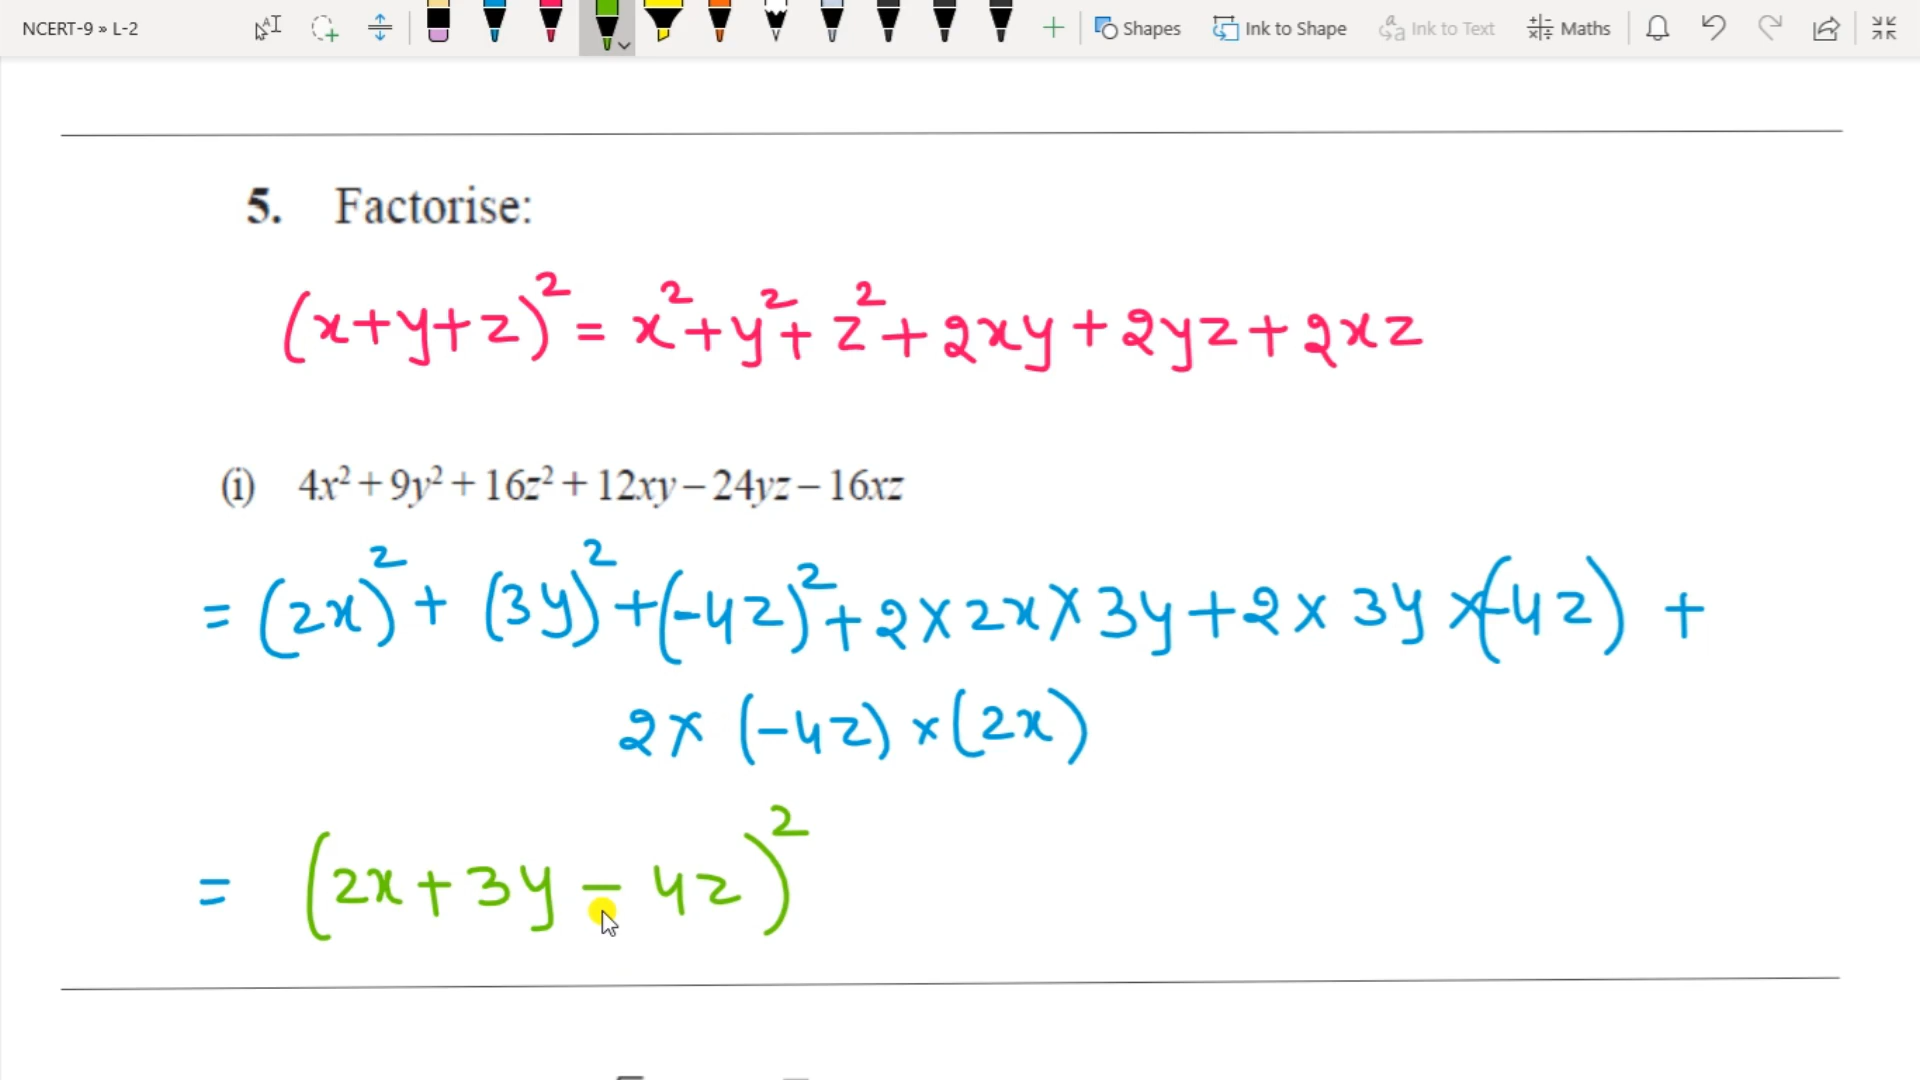 NCERT-9 » L-2 Shapes Ink to Shape Ink to Text Maths
5. Factorise:
(x+y+z)² = x²+y²+z²+2xy+2yz+2xz
(i) 4x² + 9y² + 16z² + 12xy – 24yz – 16xz
= (2x)² + (3y)² + (-4z)² + 2 × 2x × 3y + 2 × 3y × (-4z) +
2 × (-4z) × (2x)
= (2x + 3y - 4z)²